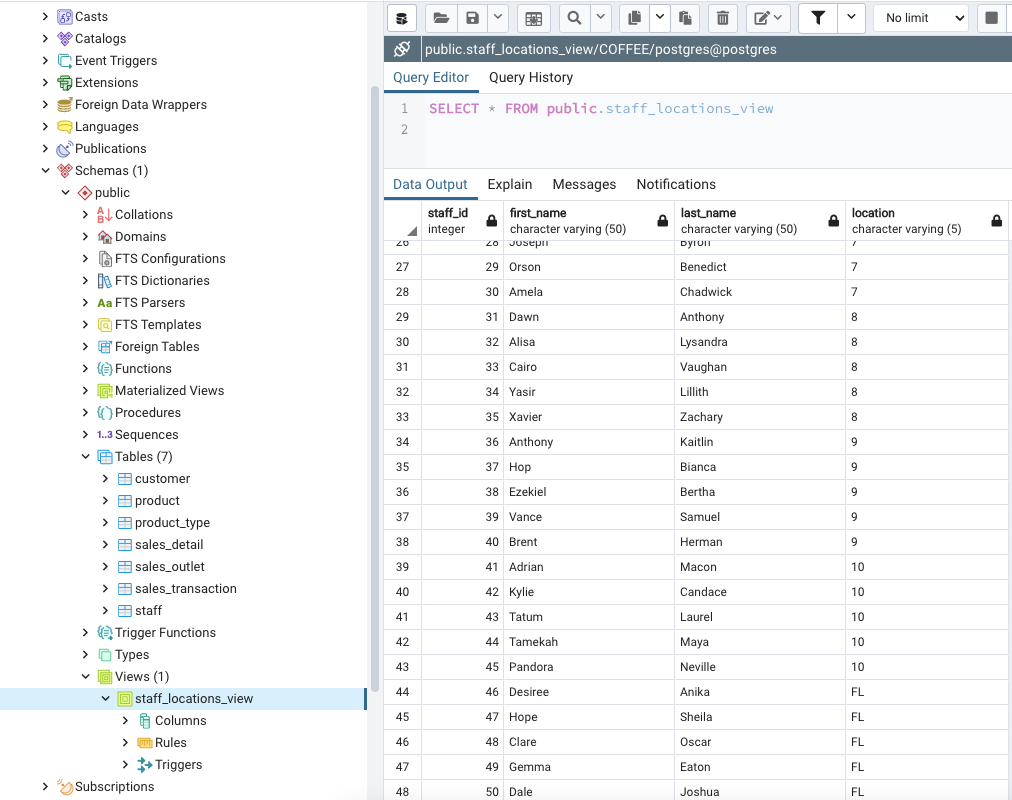 Casts
Catalogs
Event Triggers
Extensions
Foreign Data Wrappers
Languages
Publications
Schemas (1)
public
Collations
Domains
FTS Configurations
FTS Dictionaries
Aa FTS Parsers
FTS Templates
Foreign Tables
Functions
Materialized Views
Procedures
1..3 Sequences
Tables (7)
customer
product
product_type
sales_detail
sales_outlet
sales_transaction
staff
Trigger Functions
Types
Views (1)
staff_locations_view
Columns
Rules
Triggers
Subscriptions
No limit
public.staff_locations_view/COFFEE/postgres@postgres
Query Editor Query History
1 SELECT * FROM public.staff_locations_view
2
Data Output Explain Messages Notifications
staff_id first_name last_name location
integer character varying (50) character varying (50) character varying (5)
26 28 Joseph Byron 7
27 29 Orson Benedict 7
28 30 Amela Chadwick 7
29 31 Dawn Anthony 8
30 32 Alisa Lysandra 8
31 33 Cairo Vaughan 8
32 34 Yasir Lillith 8
33 35 Xavier Zachary 8
34 36 Anthony Kaitlin 9
35 37 Hop Bianca 9
36 38 Ezekiel Bertha 9
37 39 Vance Samuel 9
38 40 Brent Herman 9
39 41 Adrian Macon 10
40 42 Kylie Candace 10
41 43 Tatum Laurel 10
42 44 Tamekah Maya 10
43 45 Pandora Neville 10
44 46 Desiree Anika FL
45 47 Hope Sheila FL
46 48 Clare Oscar FL
47 49 Gemma Eaton FL
48 50 Dale Joshua FL